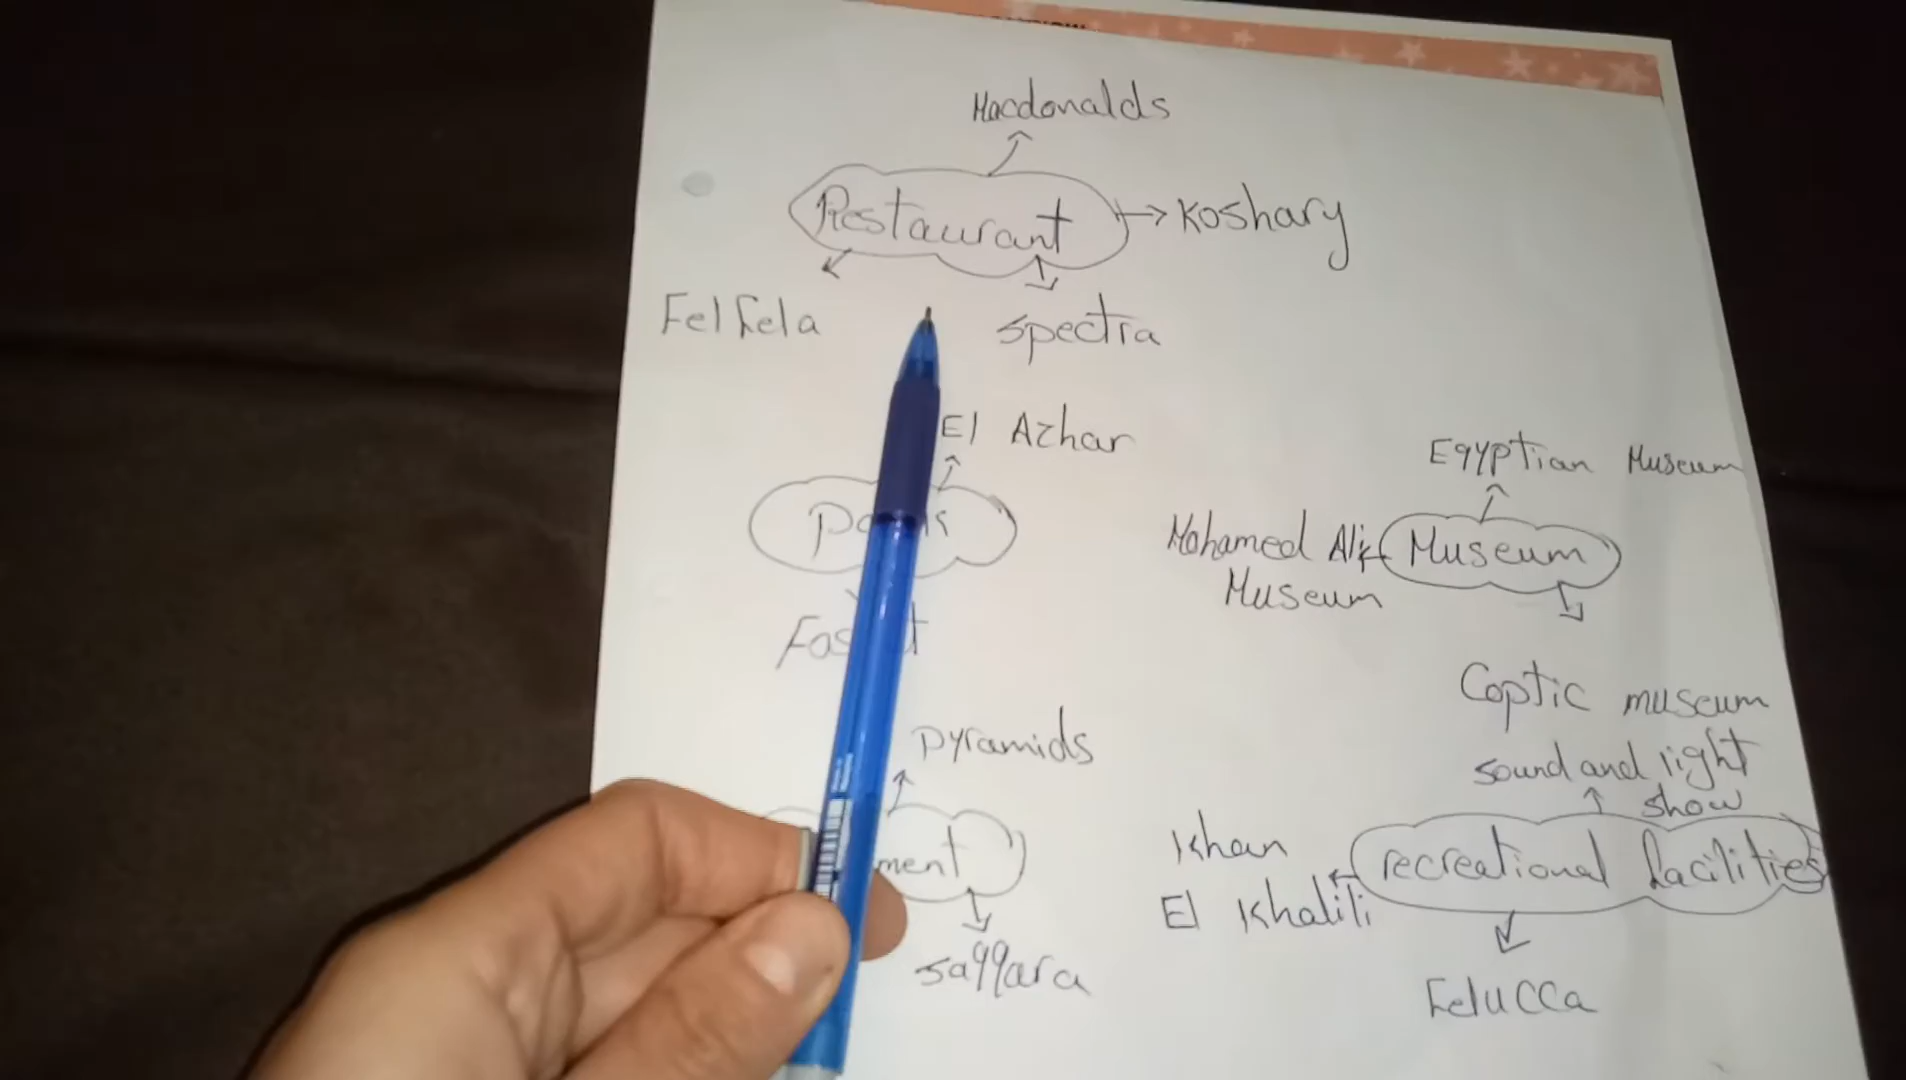 Macdonalds
Restaurant
Koshary
Felfela
Spectra
El Azhar
Egyptian Museum
Mohamed Ali
Museum
Museum
Coptic museum
pyramids
sound and light
show
Khan
El Khalili
recreational facilities
saqqara
Felucca